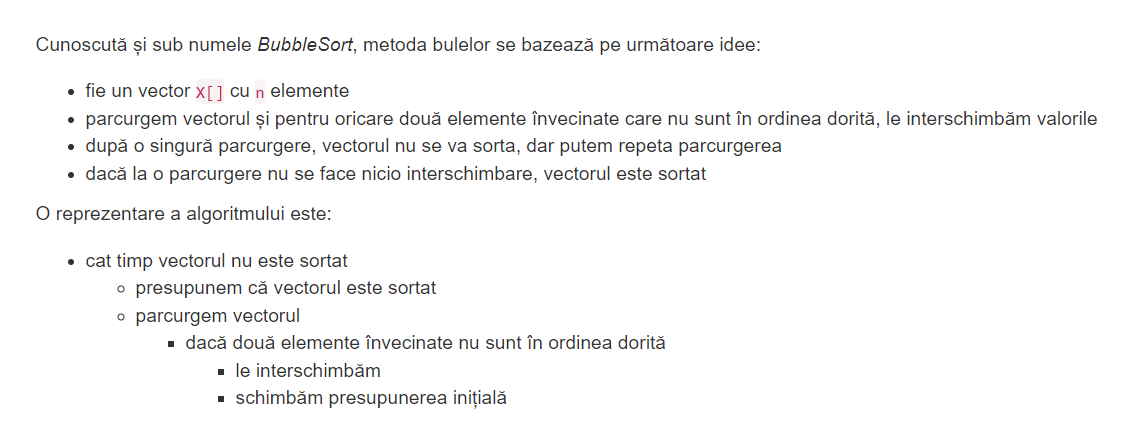 Cunoscută și sub numele BubbleSort, metoda bulelor se bazează pe următoare idee:
fie un vector X[] cu n elemente
parcurgem vectorul și pentru oricare două elemente învecinate care nu sunt în ordinea dorită, le interschimbăm valorile
după o singură parcurgere, vectorul nu se va sorta, dar putem repeta parcurgerea
dacă la o parcurgere nu se face nicio interschimbare, vectorul este sortat
O reprezentare a algoritmului este:
cat timp vectorul nu este sortat
presupunem că vectorul este sortat
parcurgem vectorul
dacă două elemente învecinate nu sunt în ordinea dorită
le interschimbăm
schimbăm presupunerea inițială